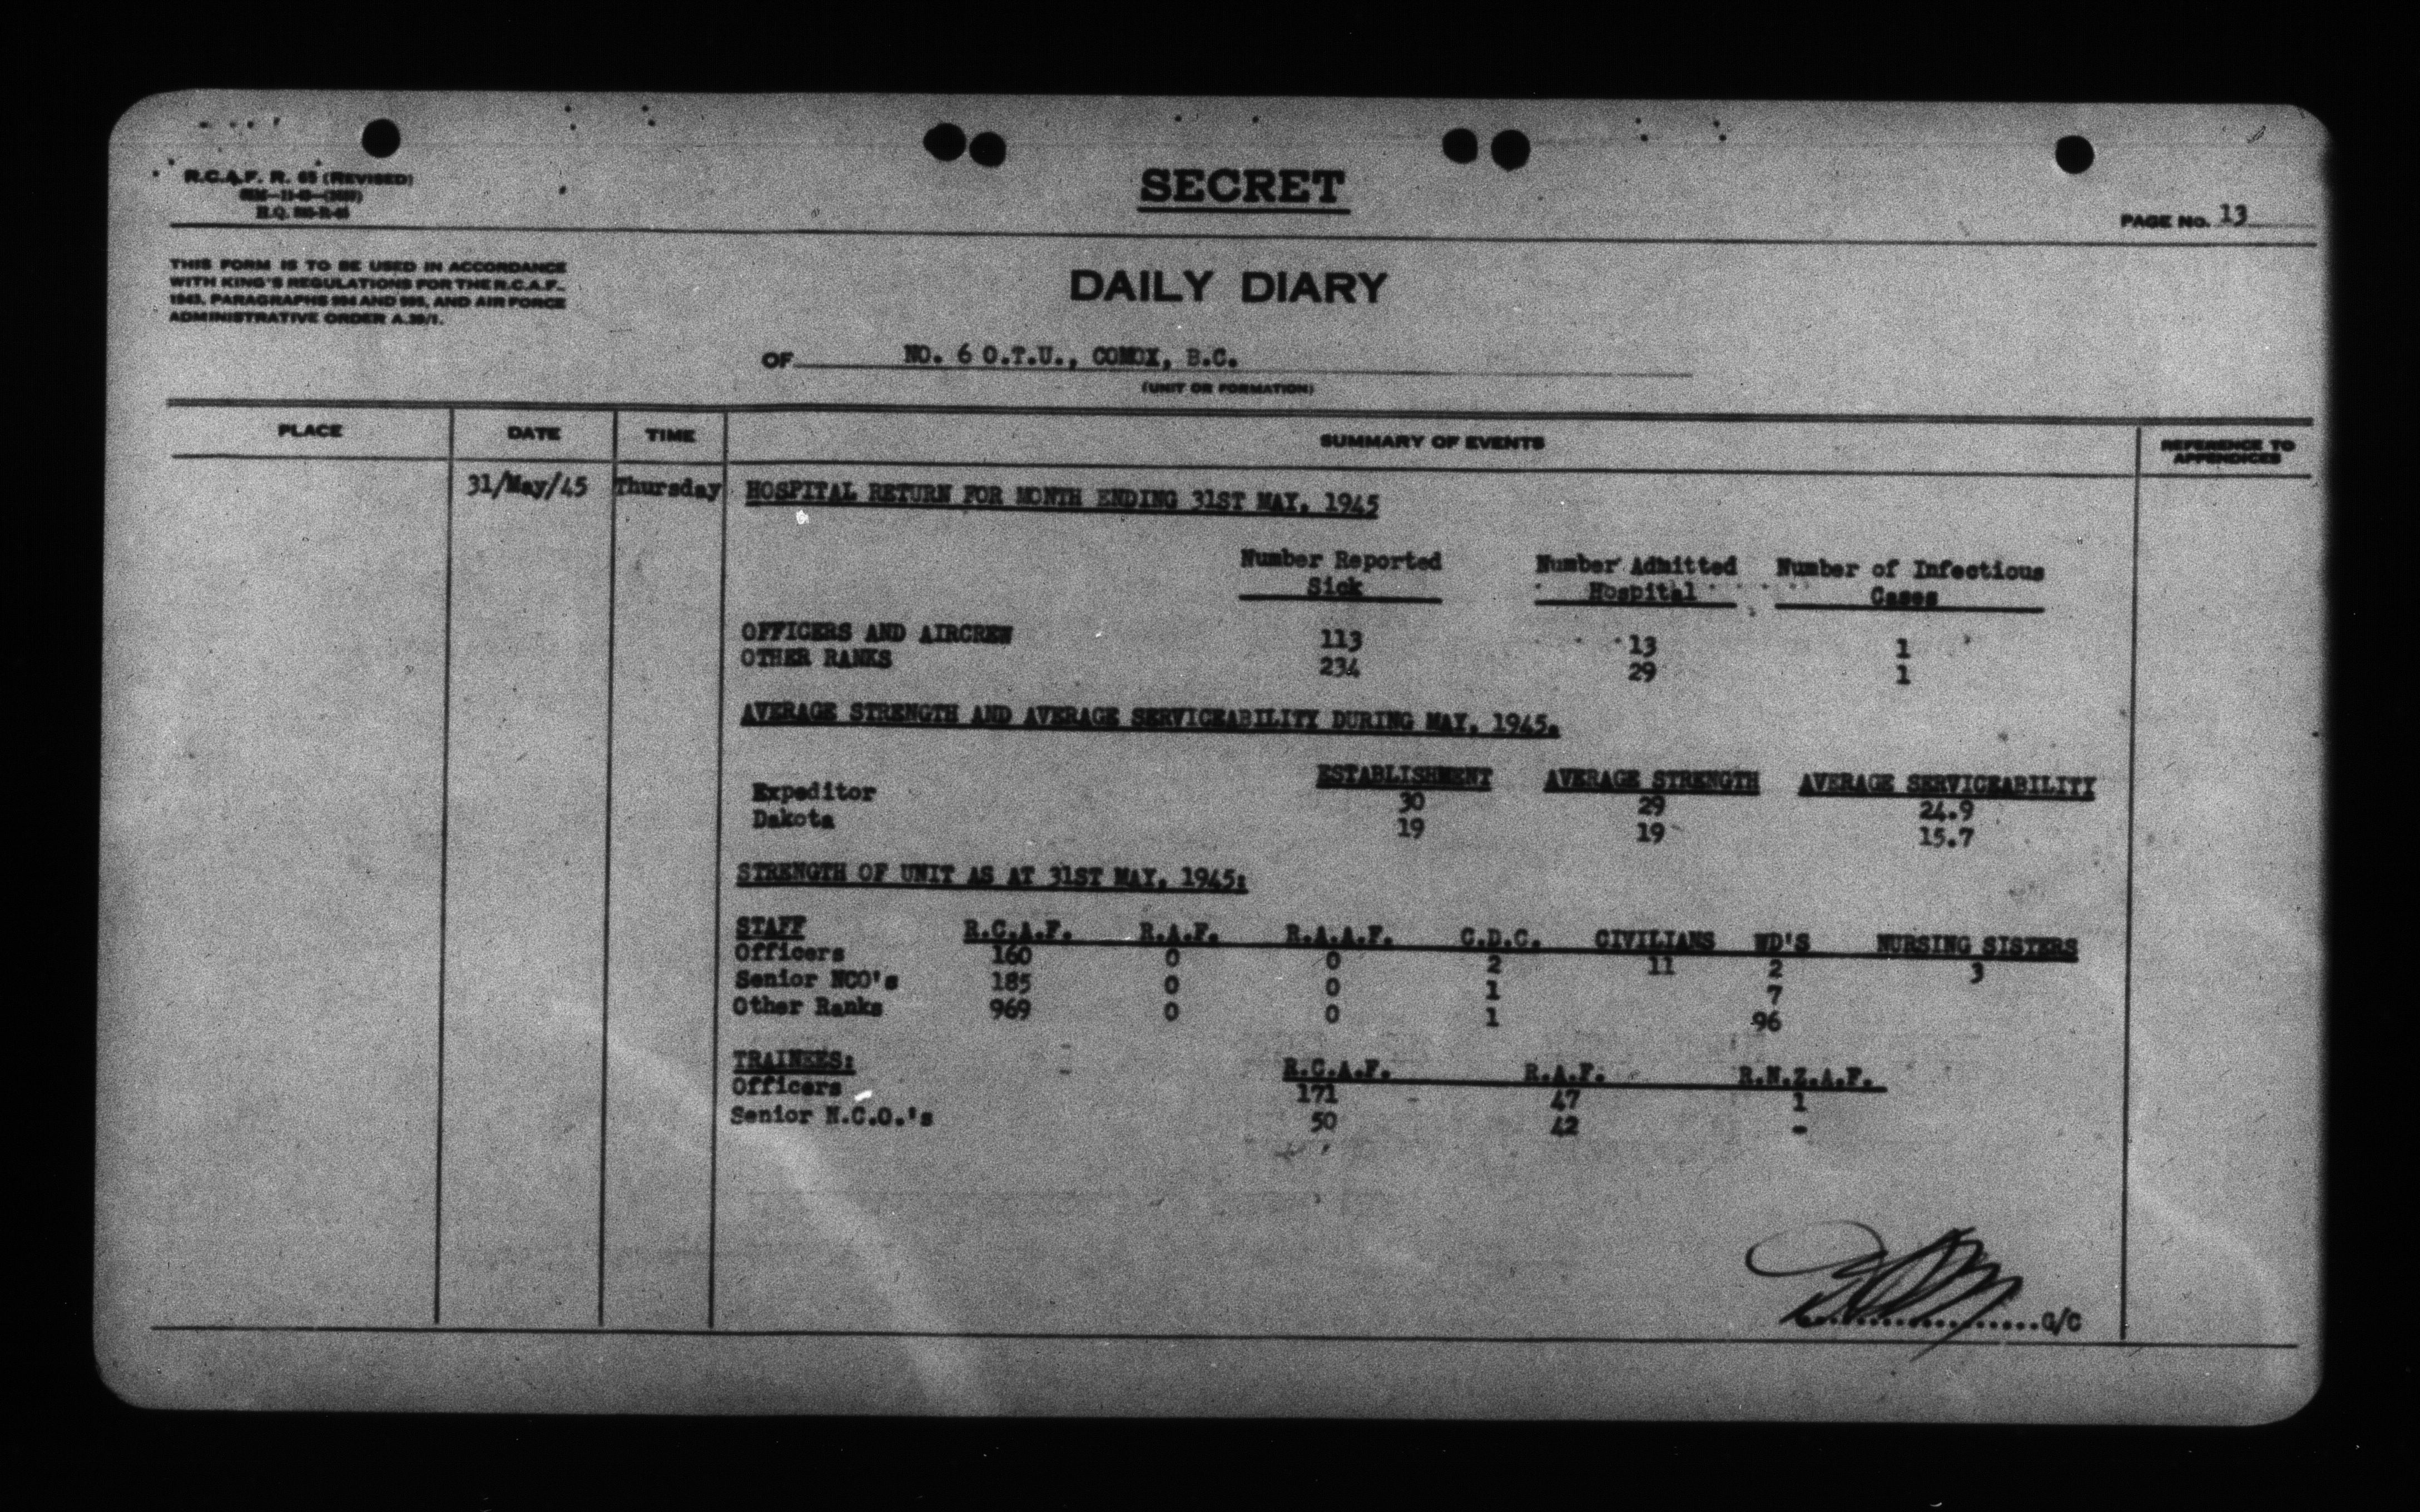 R.C.A.F. R. 65 (REVISED)
SECRET
PAGE No. 13
THIS FORM IS TO BE USED IN ACCORDANCE
WITH KING'S REGULATIONS FOR THE R.C.A.F.,
1943, PARAGRAPHS AND AND AIR FORCE
ADMINISTRATIVE ORDER
DAILY DIARY
OF NO. 6 O.T.U., COMOX, B.C.
(UNIT OR FORMATION)
PLACE DATE TIME SUMMARY OF EVENTS REFERENCE TO
APPENDICES
31/May/45 Thursday HOSPITAL RETURN FOR MONTH ENDING 31ST MAY, 1945
Number Reported Number Admitted Number of Infectious
Sick Hospital Cases
OFFICERS AND AIRCREW 113 13 1
OTHER RANKS 234 29 1
AVERAGE STRENGTH AND AVERAGE SERVICEABILITY DURING MAY, 1945.
ESTABLISHMENT AVERAGE STRENGTH AVERAGE SERVICEABILITY
Expeditor 30 29 24.9
Dakota 19 19 15.7
STRENGTH OF UNIT AS AT 31ST MAY, 1945:
STAFF R.C.A.F. R.A.F. R.A.A.F. C.D.C. CIVILIANS WD'S NURSING SISTERS
Officers 160 0 0 2 11 2 3
Senior NCO's 185 0 0 1 7
Other Ranks 969 0 0 1 96
TRAINEES: R.C.A.F. R.A.F. R.N.Z.A.F.
Officers 171 47 1
Senior N.C.O.'s 50 42 -
..................G/C